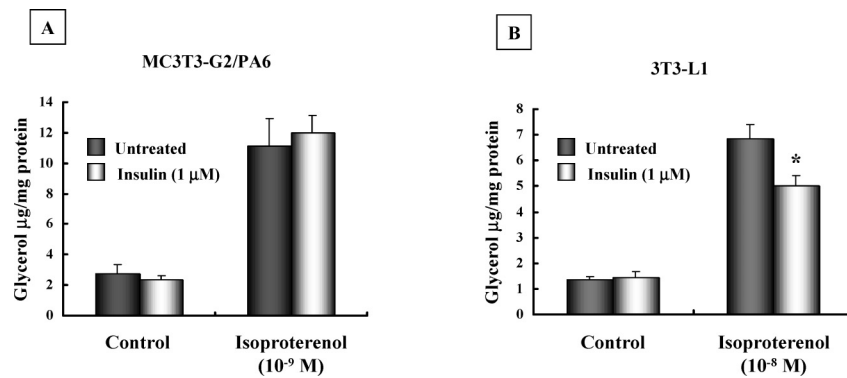 A
MC3T3-G2/PA6
Glycerol µg/mg protein
14
12
10
8
6
4
2
0
Untreated
Insulin (1 µM)
Control
Isoproterenol
(10⁻⁹ M)
B
3T3-L1
Glycerol µg/mg protein
8
7
6
5
4
3
2
1
0
Untreated
Insulin (1 µM)
*
Control
Isoproterenol
(10⁻⁸ M)